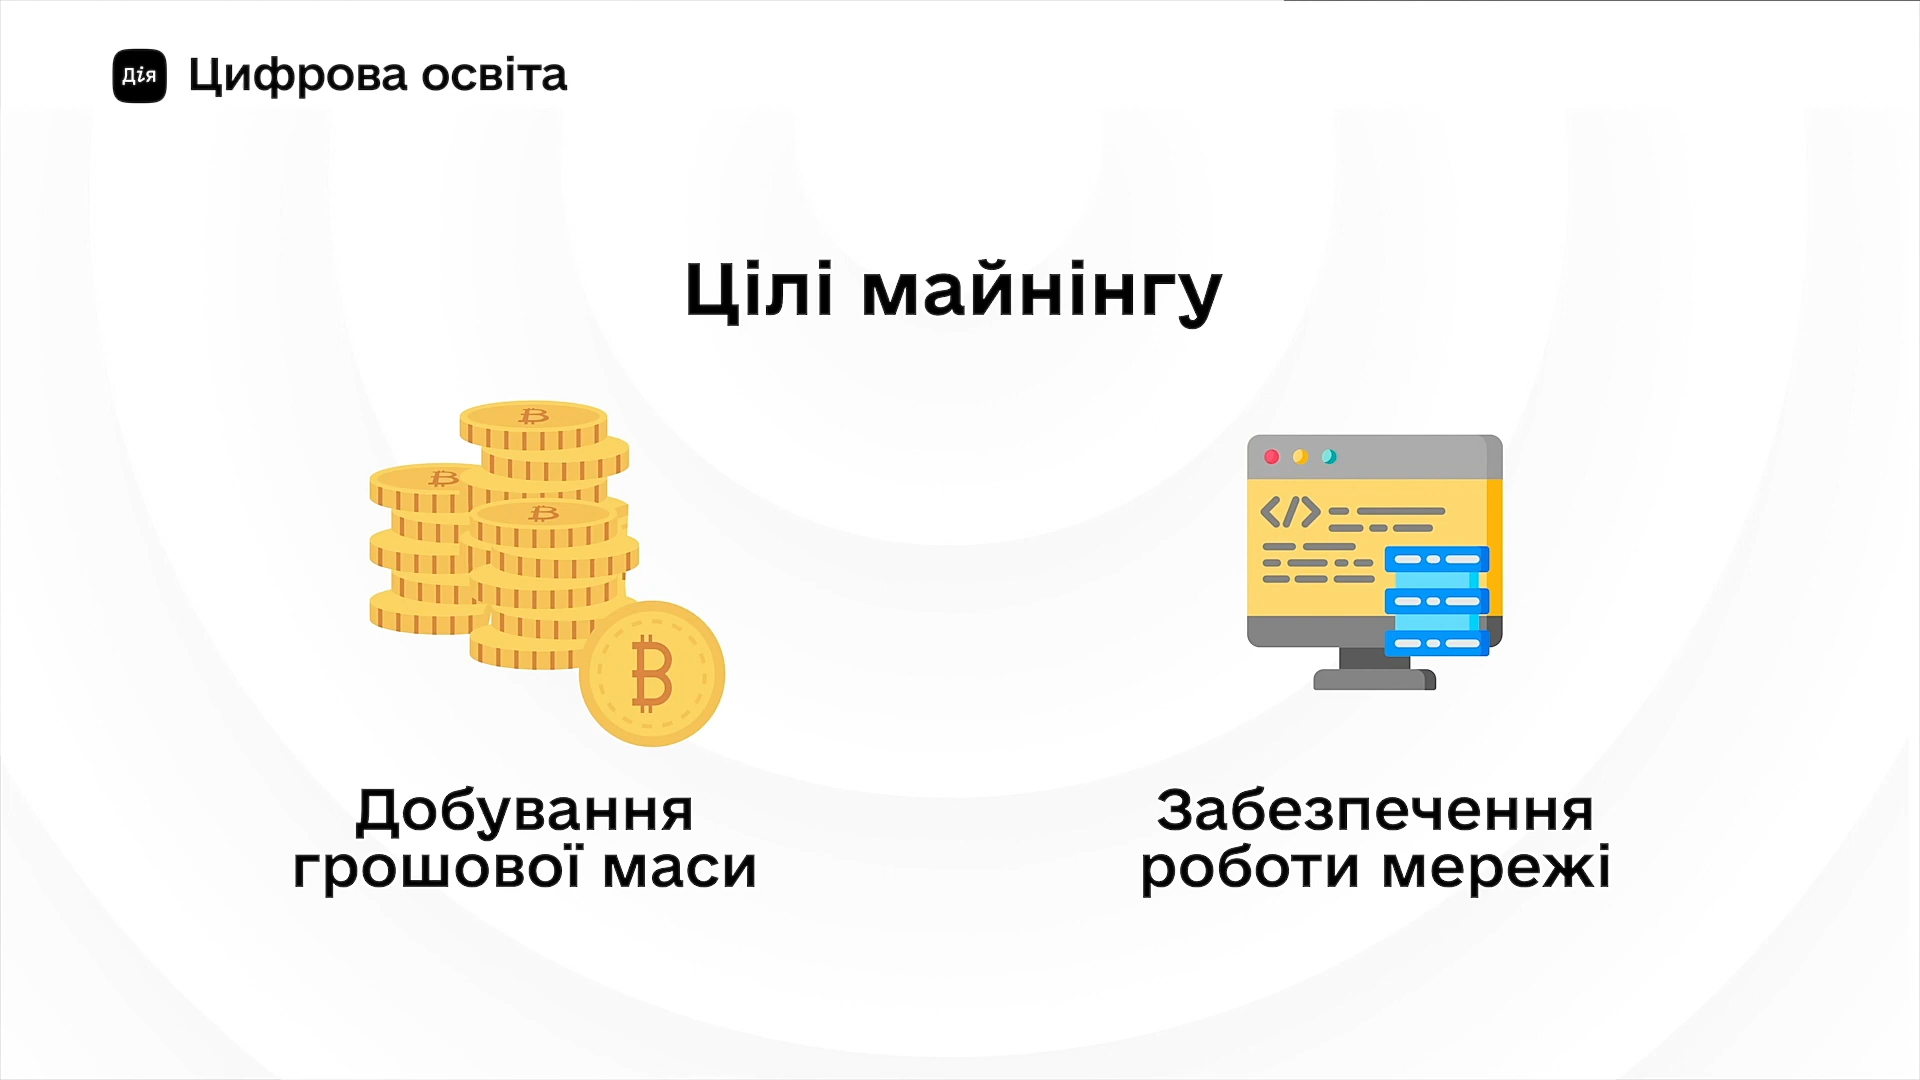 Дія Цифрова освіта
Цілі майнінгу
Добування
грошової маси
Забезпечення
роботи мережі